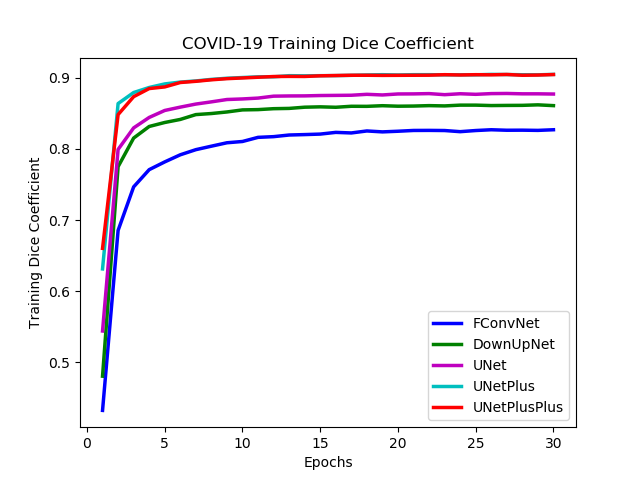 COVID-19 Training Dice Coefficient
Training Dice Coefficient
0.9
0.8
0.7
0.6
0.5
0
5
10
15
20
25
30
Epochs
FConvNet
DownUpNet
UNet
UNetPlus
UNetPlusPlus